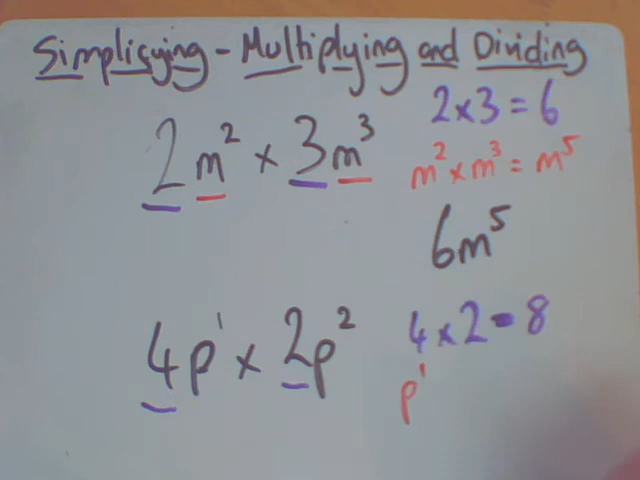 Simplifying - Multiplying and Dividing
2m² × 3m³
2 × 3 = 6
m² × m³ = m⁵
6m⁵
4p¹ × 2p²
4 × 2 = 8
p¹